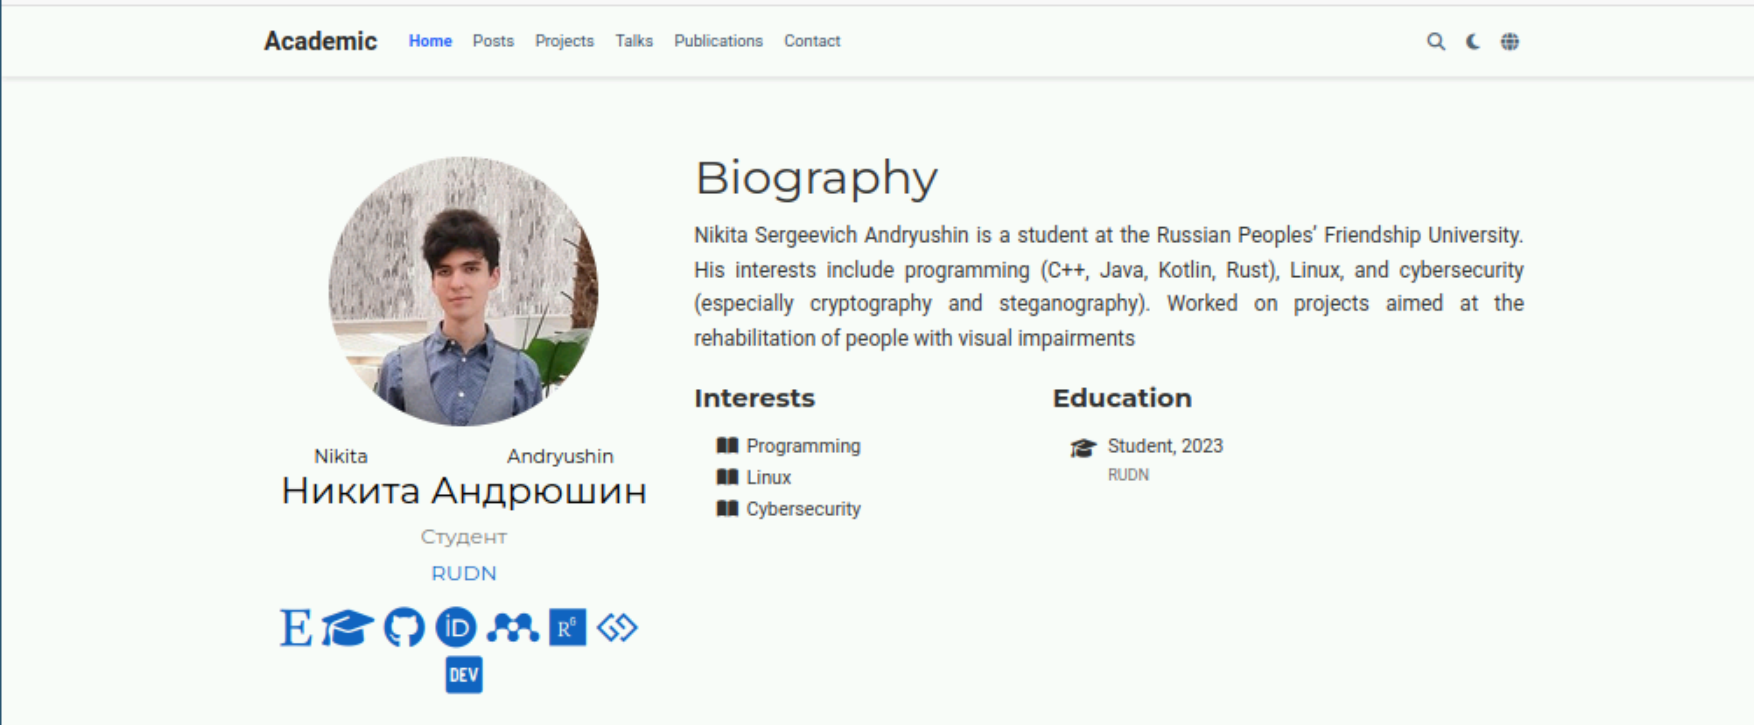 Academic Home Posts Projects Talks Publications Contact
Nikita Andryushin
Никита Андрюшин
Студент
RUDN
E iD R^G
DEV
Biography
Nikita Sergeevich Andryushin is a student at the Russian Peoples’ Friendship University.
His interests include programming (C++, Java, Kotlin, Rust), Linux, and cybersecurity
(especially cryptography and steganography). Worked on projects aimed at the
rehabilitation of people with visual impairments
Interests
Programming
Linux
Cybersecurity
Education
Student, 2023
RUDN